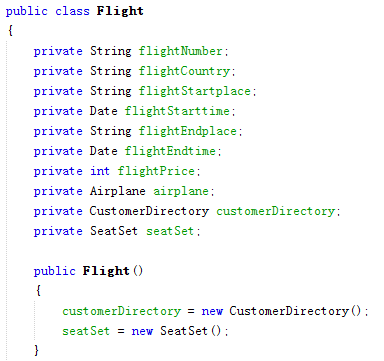 public class Flight
{
    private String flightNumber;
    private String flightCountry;
    private String flightStartplace;
    private Date flightStarttime;
    private String flightEndplace;
    private Date flightEndtime;
    private int flightPrice;
    private Airplane airplane;
    private CustomerDirectory customerDirectory;
    private SeatSet seatSet;

    public Flight()
    {
        customerDirectory = new CustomerDirectory();
        seatSet = new SeatSet();
    }